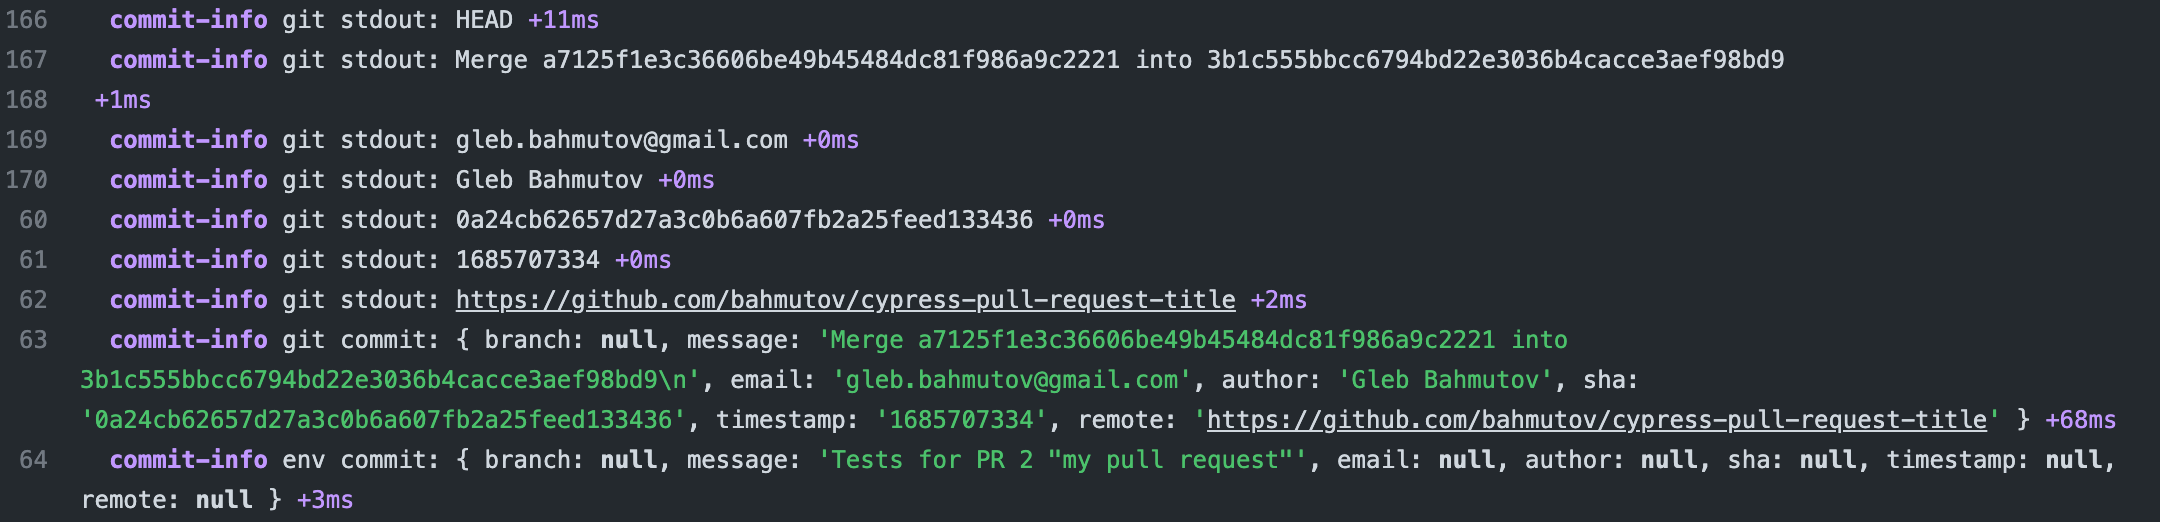 166 commit-info git stdout: HEAD +11ms
167 commit-info git stdout: Merge a7125f1e3c36606be49b45484dc81f986a9c2221 into 3b1c555bbcc6794bd22e3036b4cacce3aef98bd9
168 +1ms
169 commit-info git stdout: gleb.bahmutov@gmail.com +0ms
170 commit-info git stdout: Gleb Bahmutov +0ms
60 commit-info git stdout: 0a24cb62657d27a3c0b6a607fb2a25feed133436 +0ms
61 commit-info git stdout: 1685707334 +0ms
62 commit-info git stdout: https://github.com/bahmutov/cypress-pull-request-title +2ms
63 commit-info git commit: { branch: null, message: 'Merge a7125f1e3c36606be49b45484dc81f986a9c2221 into
3b1c555bbcc6794bd22e3036b4cacce3aef98bd9\n', email: 'gleb.bahmutov@gmail.com', author: 'Gleb Bahmutov', sha:
'0a24cb62657d27a3c0b6a607fb2a25feed133436', timestamp: '1685707334', remote: 'https://github.com/bahmutov/cypress-pull-request-title' } +68ms
64 commit-info env commit: { branch: null, message: 'Tests for PR 2 "my pull request"', email: null, author: null, sha: null, timestamp: null,
remote: null } +3ms